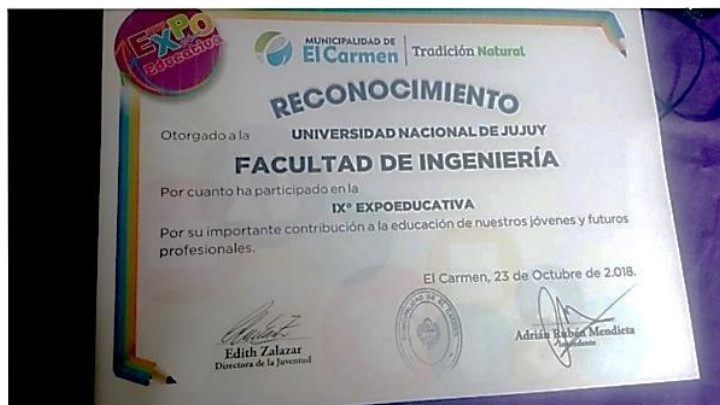 EXPO
Educativa
MUNICIPALIDAD DE
El Carmen
Tradición Natural
RECONOCIMIENTO
Otorgado a la UNIVERSIDAD NACIONAL DE JUJUY
FACULTAD DE INGENIERÍA
Por cuanto ha participado en la
IXº EXPOEDUCATIVA
Por su importante contribución a la educación de nuestros jóvenes y futuros
profesionales.
El Carmen, 23 de Octubre de 2.018.
Edith Zalazar
Directora de la Juventud
Adrián Rubén Mendieta
Intendente